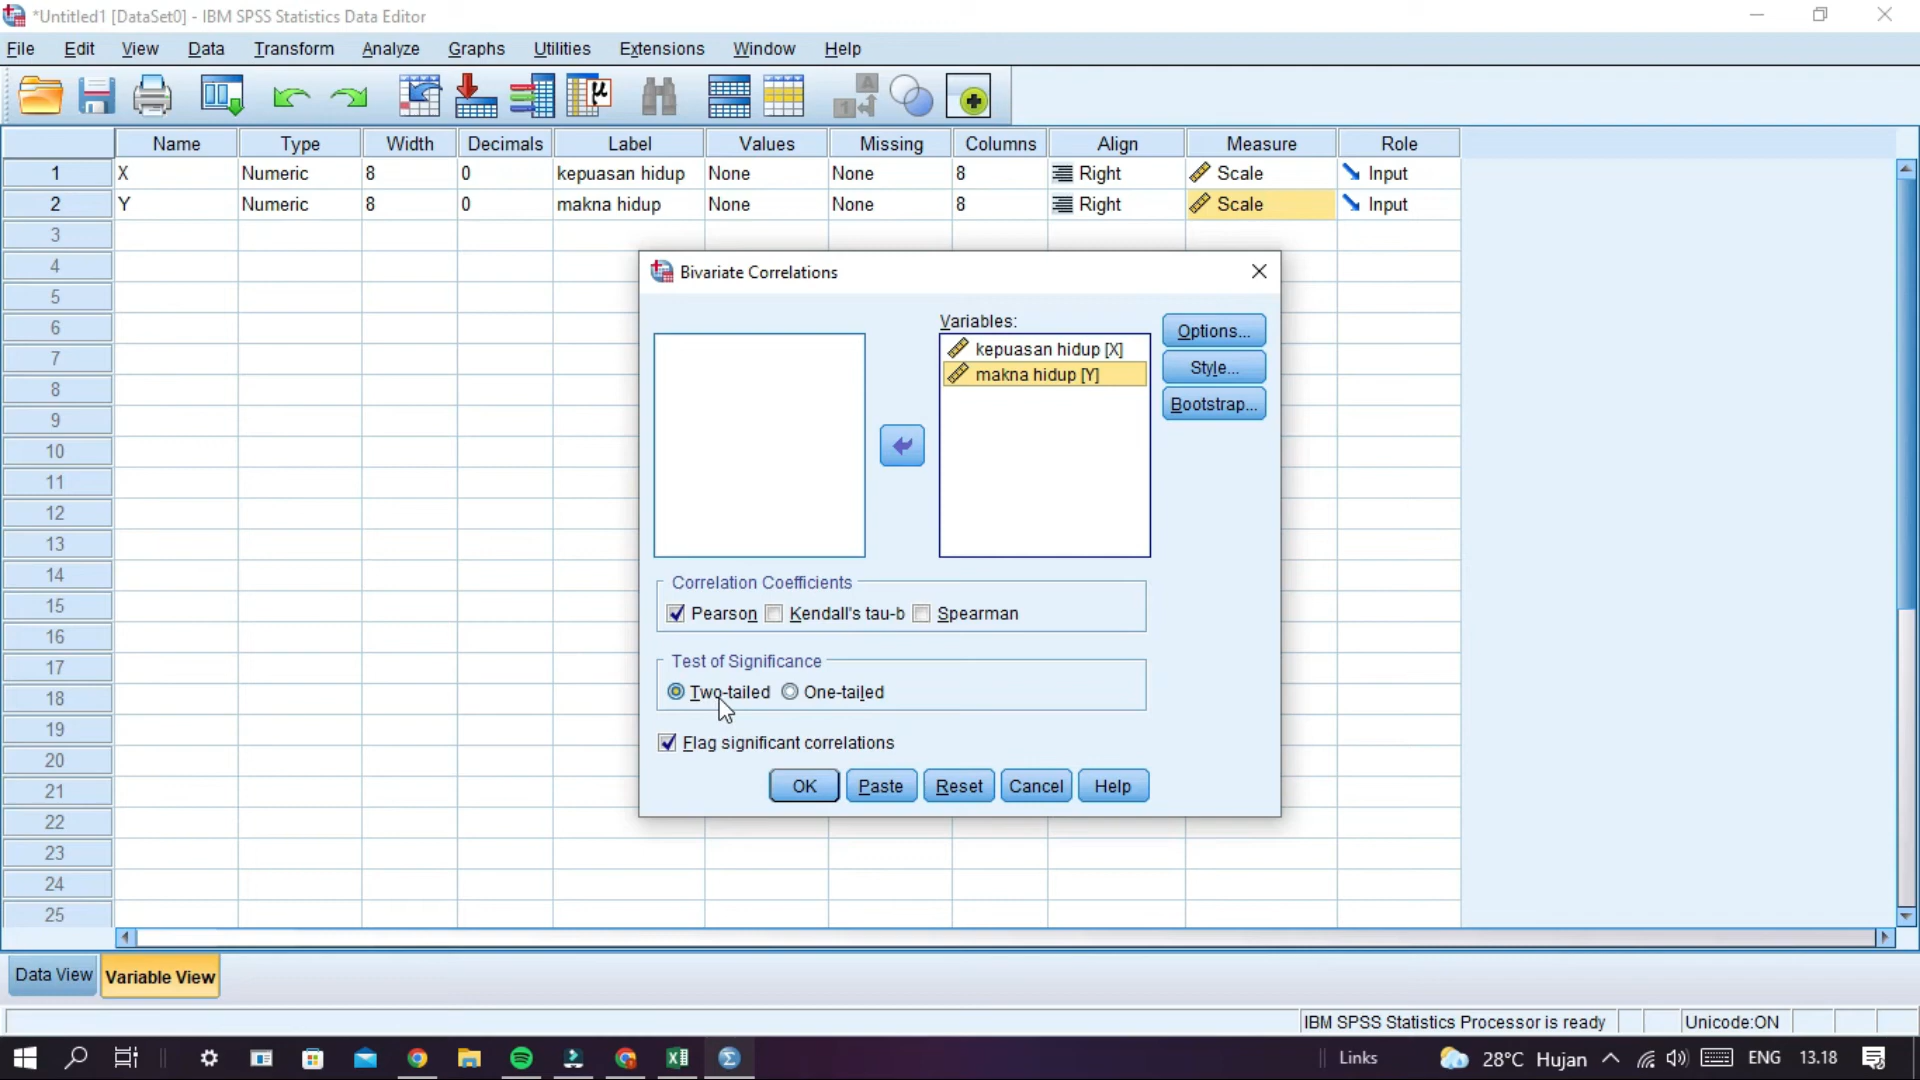 *Untitled1 [DataSet0] - IBM SPSS Statistics Data Editor
File Edit View Data Transform Analyze Graphs Utilities Extensions Window Help
Name Type Width Decimals Label Values Missing Columns Align Measure Role
1 X Numeric 8 0 kepuasan hidup None None 8 Right Scale Input
2 Y Numeric 8 0 makna hidup None None 8 Right Scale Input
3
4
5
6
7
8
9
10
11
12
13
14
15
16
17
18
19
20
21
22
23
24
25
Bivariate Correlations
Variables:
kepuasan hidup [X]
makna hidup [Y]
Options...
Style...
Bootstrap...
Correlation Coefficients
Pearson Kendall's tau-b Spearman
Test of Significance
Two-tailed One-tailed
Flag significant correlations
OK Paste Reset Cancel Help
Data View Variable View
IBM SPSS Statistics Processor is ready Unicode:ON
Links 28°C Hujan ENG 13.18